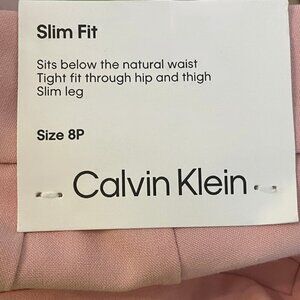 Slim Fit
Sits below the natural waist
Tight fit through hip and thigh
Slim leg
Size 8P
Calvin Klein